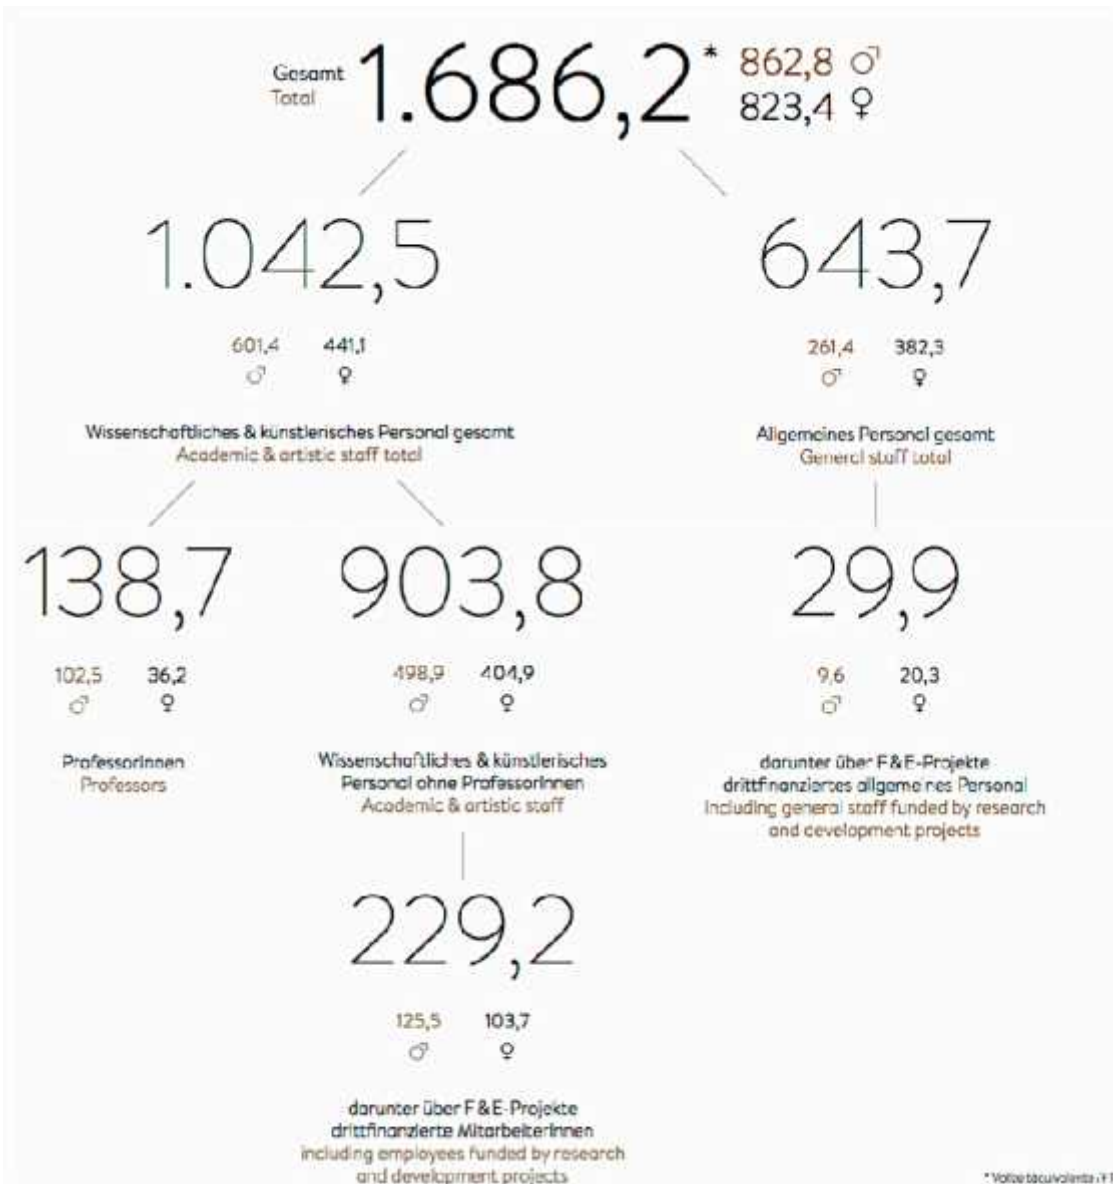 Gesamt
Total
1.686,2*
862,8 ♂
823,4 ♀
1.042,5
601,4 441,1
♂ ♀
Wissenschaftliches & künstlerisches Personal gesamt
Academic & artistic staff total
643,7
261,4 382,3
♂ ♀
Allgemeines Personal gesamt
General staff total
138,7
102,5 36,2
♂ ♀
ProfessorInnen
Professors
903,8
498,9 404,9
♂ ♀
Wissenschaftliches & künstlerisches
Personal ohne ProfessorInnen
Academic & artistic staff
29,9
9,6 20,3
♂ ♀
darunter über F&E-Projekte
drittfinanziertes allgemeines Personal
including general staff funded by research
and development projects
229,2
125,5 103,7
♂ ♀
darunter über F&E-Projekte
drittfinanzierte MitarbeiterInnen
including employees funded by research
and development projects